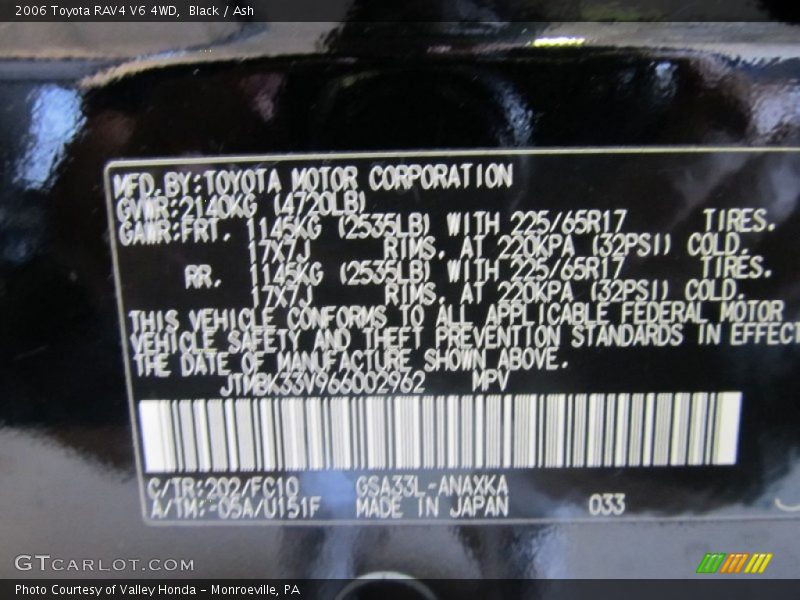 2006 Toyota RAV4 V6 4WD, Black / Ash
MFD.BY:TOYOTA MOTOR CORPORATION
GVWR:2140KG (4720LB)
GAWR:FRT. 1145KG (2535LB) WITH 225/65R17 TIRES.
17X7J RIMS. AT 220KPA (32PSI) COLD.
RR. 1145KG (2535LB) WITH 225/65R17 TIRES.
17X7J RIMS. AT 220KPA (32PSI) COLD.
THIS VEHICLE CONFORMS TO ALL APPLICABLE FEDERAL MOTOR
VEHICLE SAFETY AND THEFT PREVENTION STANDARDS IN EFFECT
THE DATE OF MANUFACTURE SHOWN ABOVE.
JTMBK33V966002962 MPV
C/TR:202/FC10 GSA33L-ANAXKA
A/TM:-05A/U151F MADE IN JAPAN 033
GTCARLOT.COM
Photo Courtesy of Valley Honda - Monroeville, PA